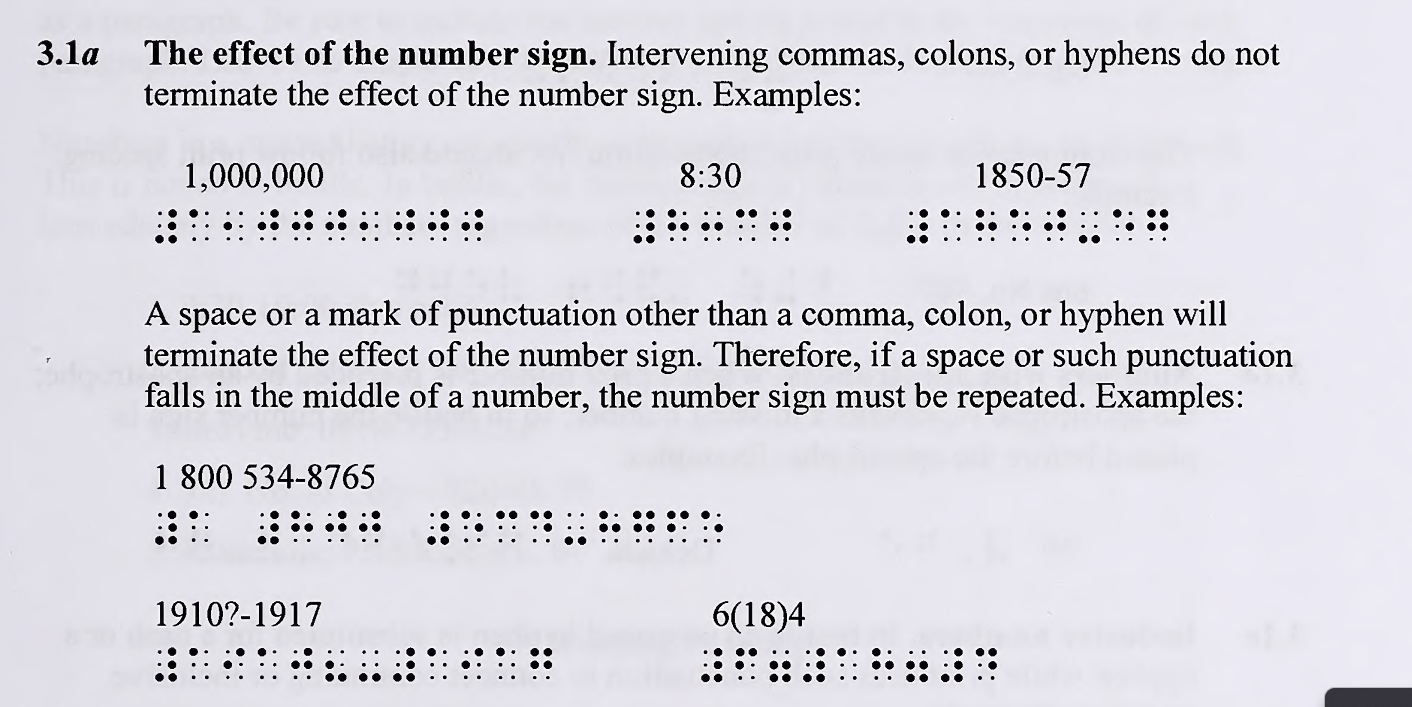 3.1a The effect of the number sign. Intervening commas, colons, or hyphens do not
terminate the effect of the number sign. Examples:
1,000,000 8:30 1850-57
⠼⠁⠂⠚⠚⠚⠂⠚⠚⠚ ⠼⠓⠒⠉⠚ ⠼⠁⠓⠑⠚⠤⠑⠛
A space or a mark of punctuation other than a comma, colon, or hyphen will
terminate the effect of the number sign. Therefore, if a space or such punctuation
falls in the middle of a number, the number sign must be repeated. Examples:
1 800 534-8765
⠼⠁ ⠼⠓⠚⠚ ⠼⠑⠉⠙⠤⠓⠛⠋⠑
1910?-1917 6(18)4
⠼⠁⠊⠁⠚⠦⠤⠼⠁⠊⠁⠛ ⠼⠋⠶⠼⠁⠓⠶⠼⠙